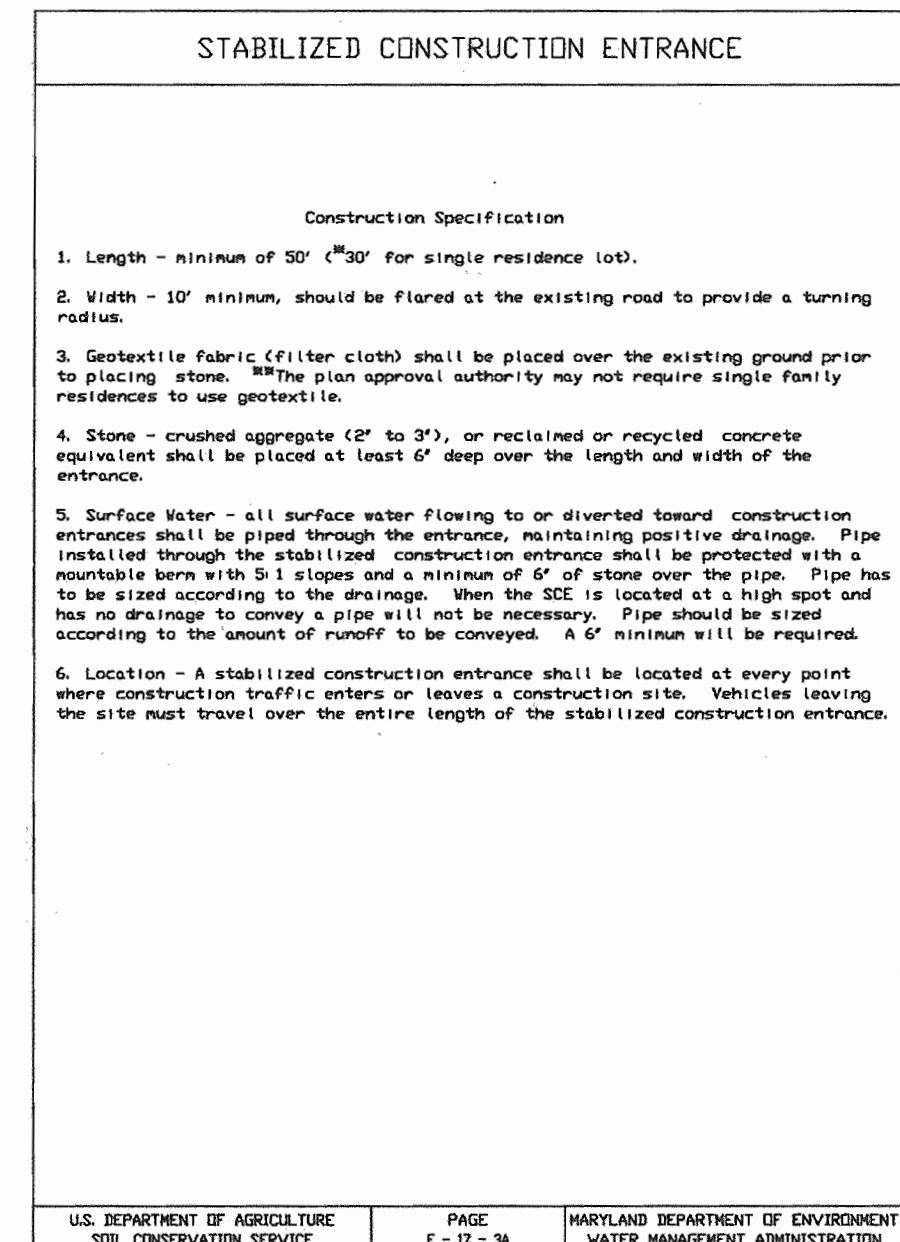 STABILIZED CONSTRUCTION ENTRANCE
Construction Specification
1. Length - minimum of 50' (*30' for single residence lot).
2. Width - 10' minimum, should be flared at the existing road to provide a turning
radius.
3. Geotextile fabric (filter cloth) shall be placed over the existing ground prior
to placing stone. **The plan approval authority may not require single family
residences to use geotextile.
4. Stone - crushed aggregate (2" to 3"), or reclaimed or recycled concrete
equivalent shall be placed at least 6" deep over the length and width of the
entrance.
5. Surface Water - all surface water flowing to or diverted toward construction
entrances shall be piped through the entrance, maintaining positive drainage. Pipe
installed through the stabilized construction entrance shall be protected with a
mountable berm with 5:1 slopes and a minimum of 6" of stone over the pipe. Pipe has
to be sized according to the drainage. When the SCE is located at a high spot and
has no drainage to convey a pipe will not be necessary. Pipe should be sized
according to the amount of runoff to be conveyed. A 6" minimum will be required.
6. Location - A stabilized construction entrance shall be located at every point
where construction traffic enters or leaves a construction site. Vehicles leaving
the site must travel over the entire length of the stabilized construction entrance.
U.S. DEPARTMENT OF AGRICULTURE PAGE MARYLAND DEPARTMENT OF ENVIRONMENT
SOIL CONSERVATION SERVICE F - 17 - 3A WATER MANAGEMENT ADMINISTRATION